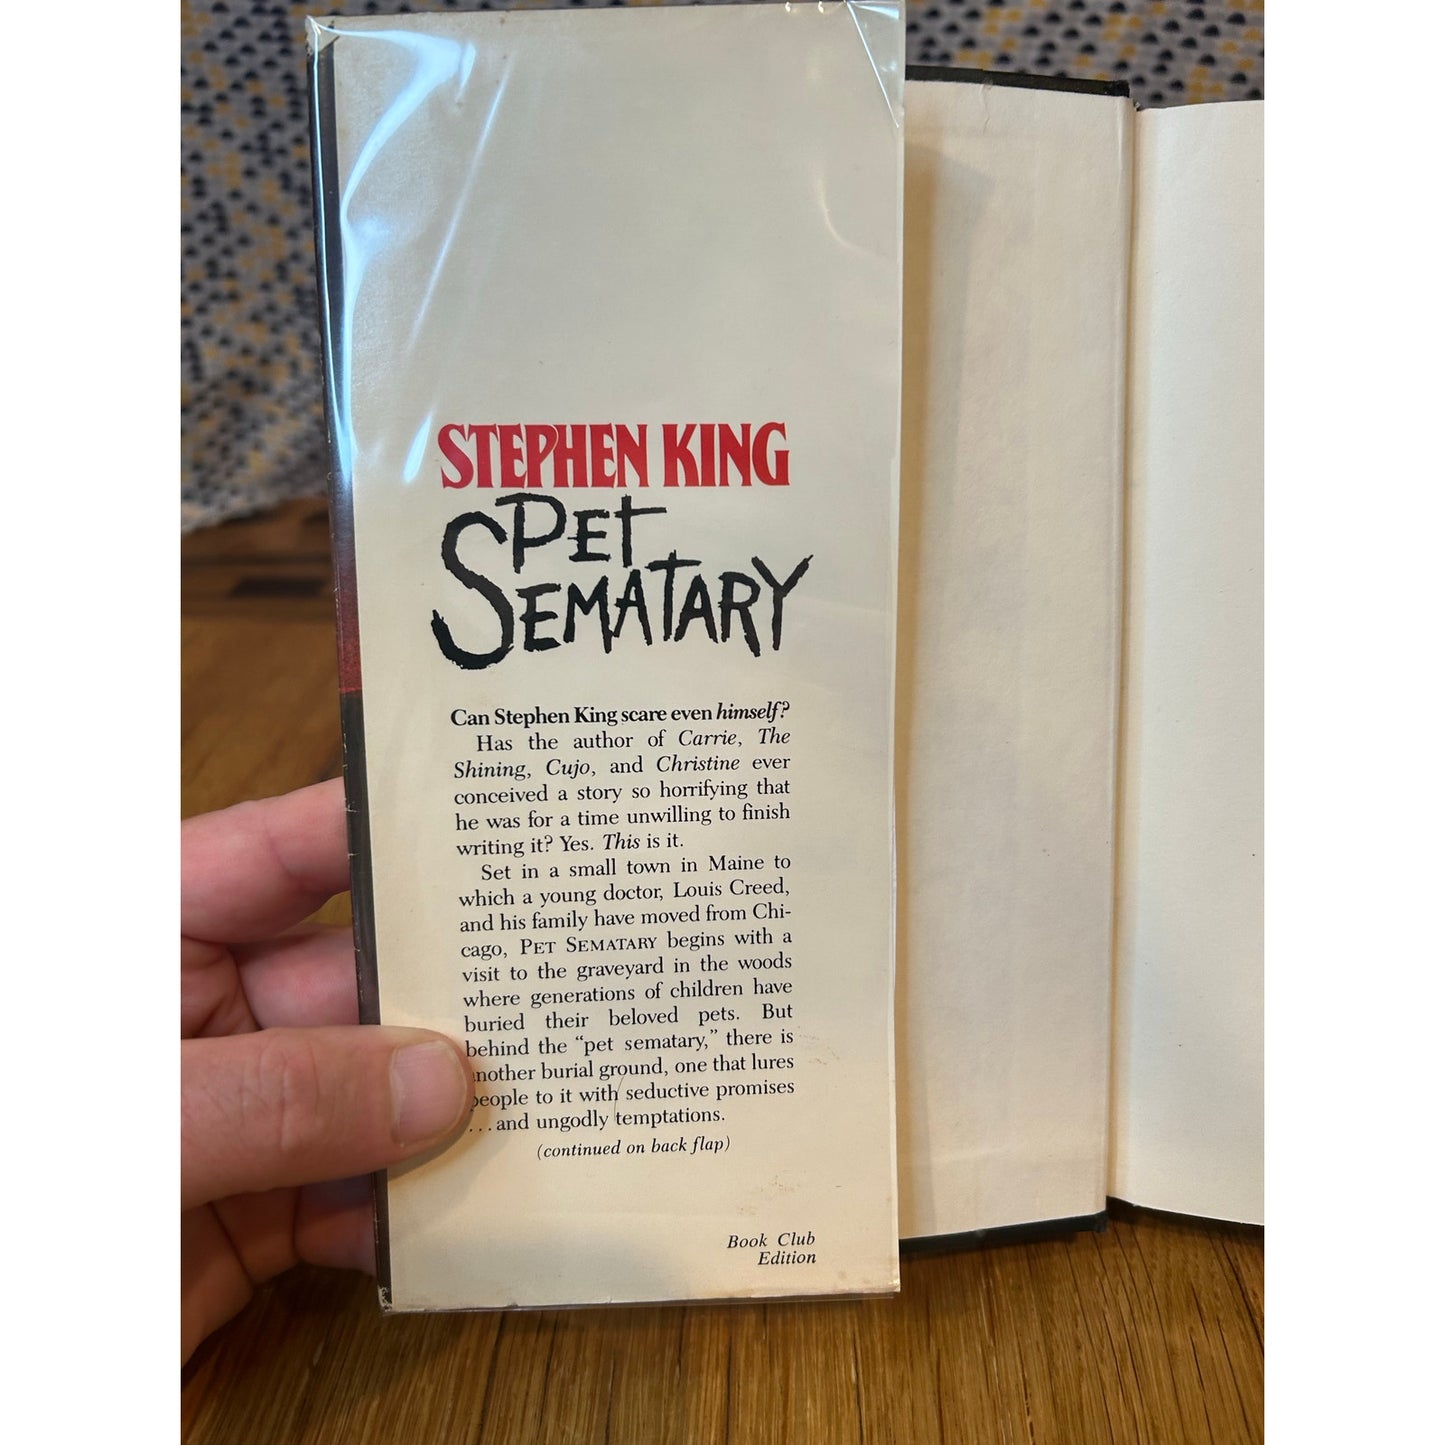 STEPHEN KING
PET
SEMATARY
Can Stephen King scare even himself?
Has the author of Carrie, The
Shining, Cujo, and Christine ever
conceived a story so horrifying that
he was for a time unwilling to finish
writing it? Yes. This is it.
Set in a small town in Maine to
which a young doctor, Louis Creed,
and his family have moved from Chi-
cago, PET SEMATARY begins with a
visit to the graveyard in the woods
where generations of children have
buried their beloved pets. But
behind the “pet sematary,” there is
another burial ground, one that lures
people to it with seductive promises
...and ungodly temptations.
(continued on back flap)
Book Club
Edition